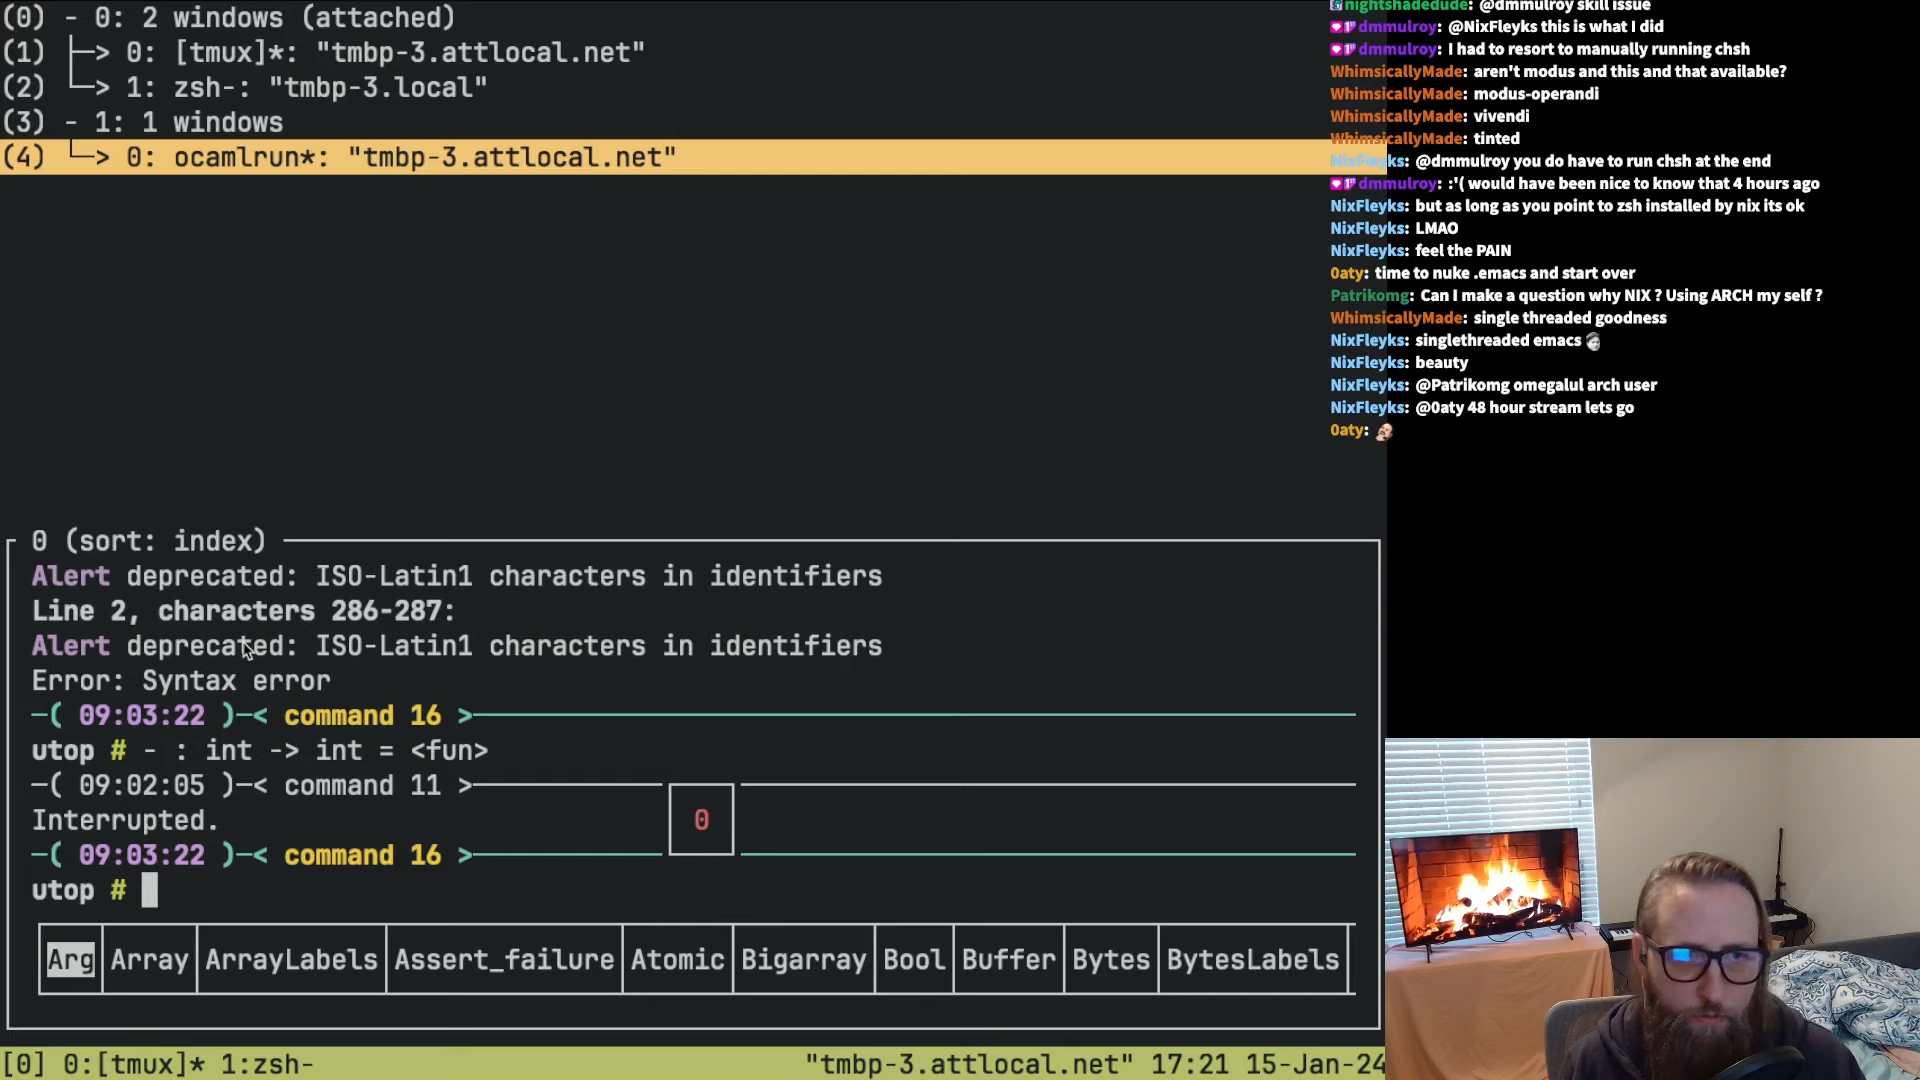 (0) - 0: 2 windows (attached)
(1) ├─> 0: [tmux]*: "tmbp-3.attlocal.net"
(2) └─> 1: zsh-: "tmbp-3.local"
(3) - 1: 1 windows
(4) └─> 0: ocamlrun*: "tmbp-3.attlocal.net"
0 (sort: index)
Alert deprecated: ISO-Latin1 characters in identifiers
Line 2, characters 286-287:
Alert deprecated: ISO-Latin1 characters in identifiers
Error: Syntax error
─( 09:03:22 )─< command 16 >
utop # - : int -> int = <fun>
─( 09:02:05 )─< command 11 >
Interrupted.
0
─( 09:03:22 )─< command 16 >
utop #
Arg Array ArrayLabels Assert_failure Atomic Bigarray Bool Buffer Bytes BytesLabels
[0] 0:[tmux]* 1:zsh- "tmbp-3.attlocal.net" 17:21 15-Jan-24
nightshadedude: @dmmulroy skill issue
dmmulroy: @NixFleyks this is what I did
dmmulroy: I had to resort to manually running chsh
WhimsicallyMade: aren't modus and this and that available?
WhimsicallyMade: modus-operandi
WhimsicallyMade: vivendi
WhimsicallyMade: tinted
NixFleyks: @dmmulroy you do have to run chsh at the end
dmmulroy: :'( would have been nice to know that 4 hours ago
NixFleyks: but as long as you point to zsh installed by nix its ok
NixFleyks: LMAO
NixFleyks: feel the PAIN
0aty: time to nuke .emacs and start over
Patrikomg: Can I make a question why NIX ? Using ARCH my self ?
WhimsicallyMade: single threaded goodness
NixFleyks: singlethreaded emacs
NixFleyks: beauty
NixFleyks: @Patrikomg omegalul arch user
NixFleyks: @0aty 48 hour stream lets go
0aty: